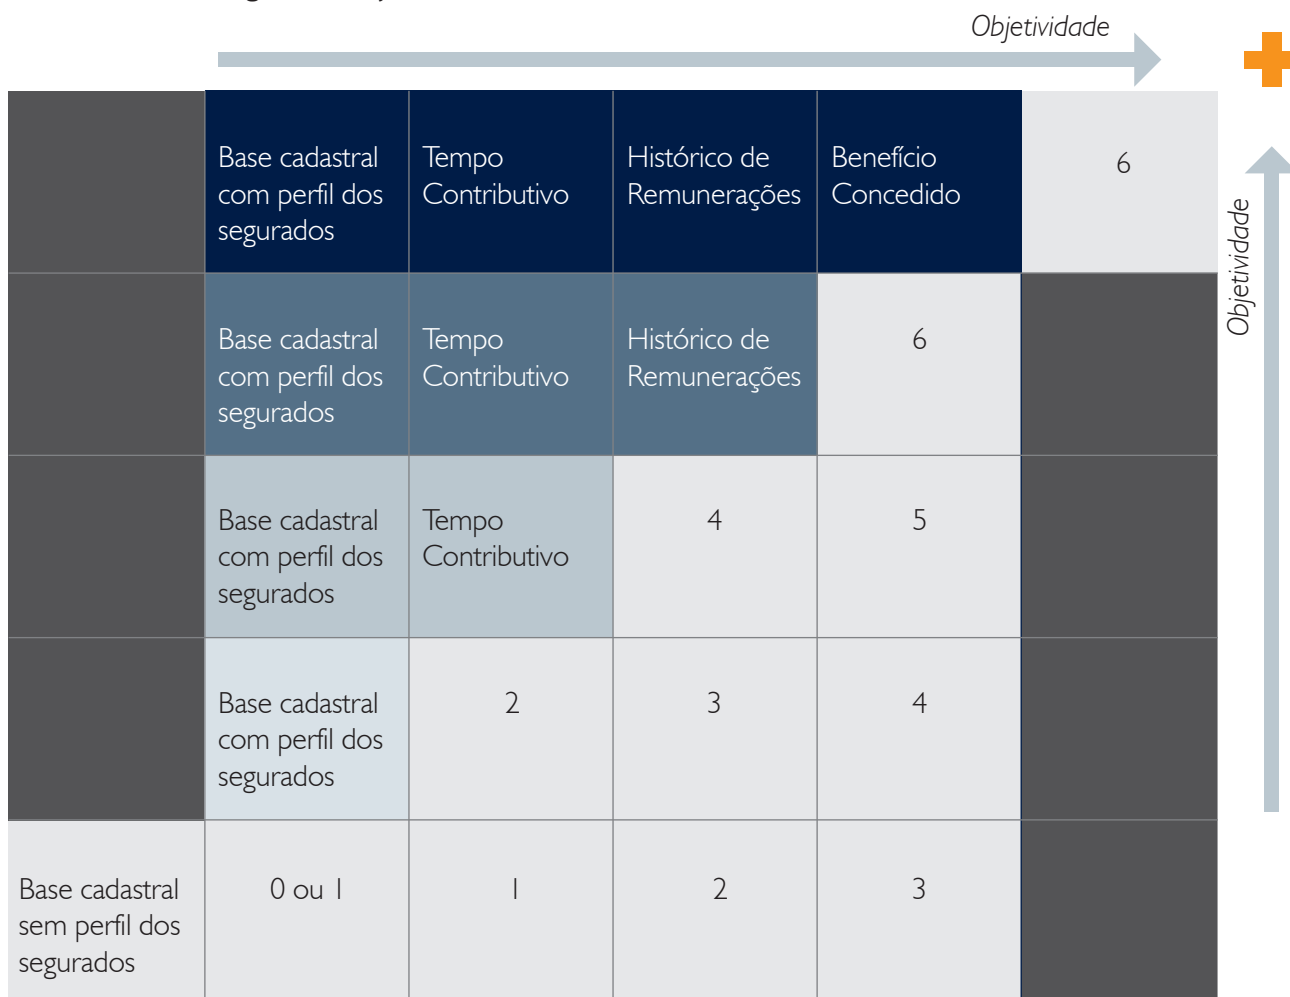 Objetividade
Base cadastral
com perfil dos
segurados
Tempo
Contributivo
Histórico de
Remunerações
Benefício
Concedido
6
Objetividade
Base cadastral
com perfil dos
segurados
Tempo
Contributivo
Histórico de
Remunerações
6
Base cadastral
com perfil dos
segurados
Tempo
Contributivo
4
5
Base cadastral
com perfil dos
segurados
2
3
4
Base cadastral
sem perfil dos
segurados
0 ou 1
1
2
3